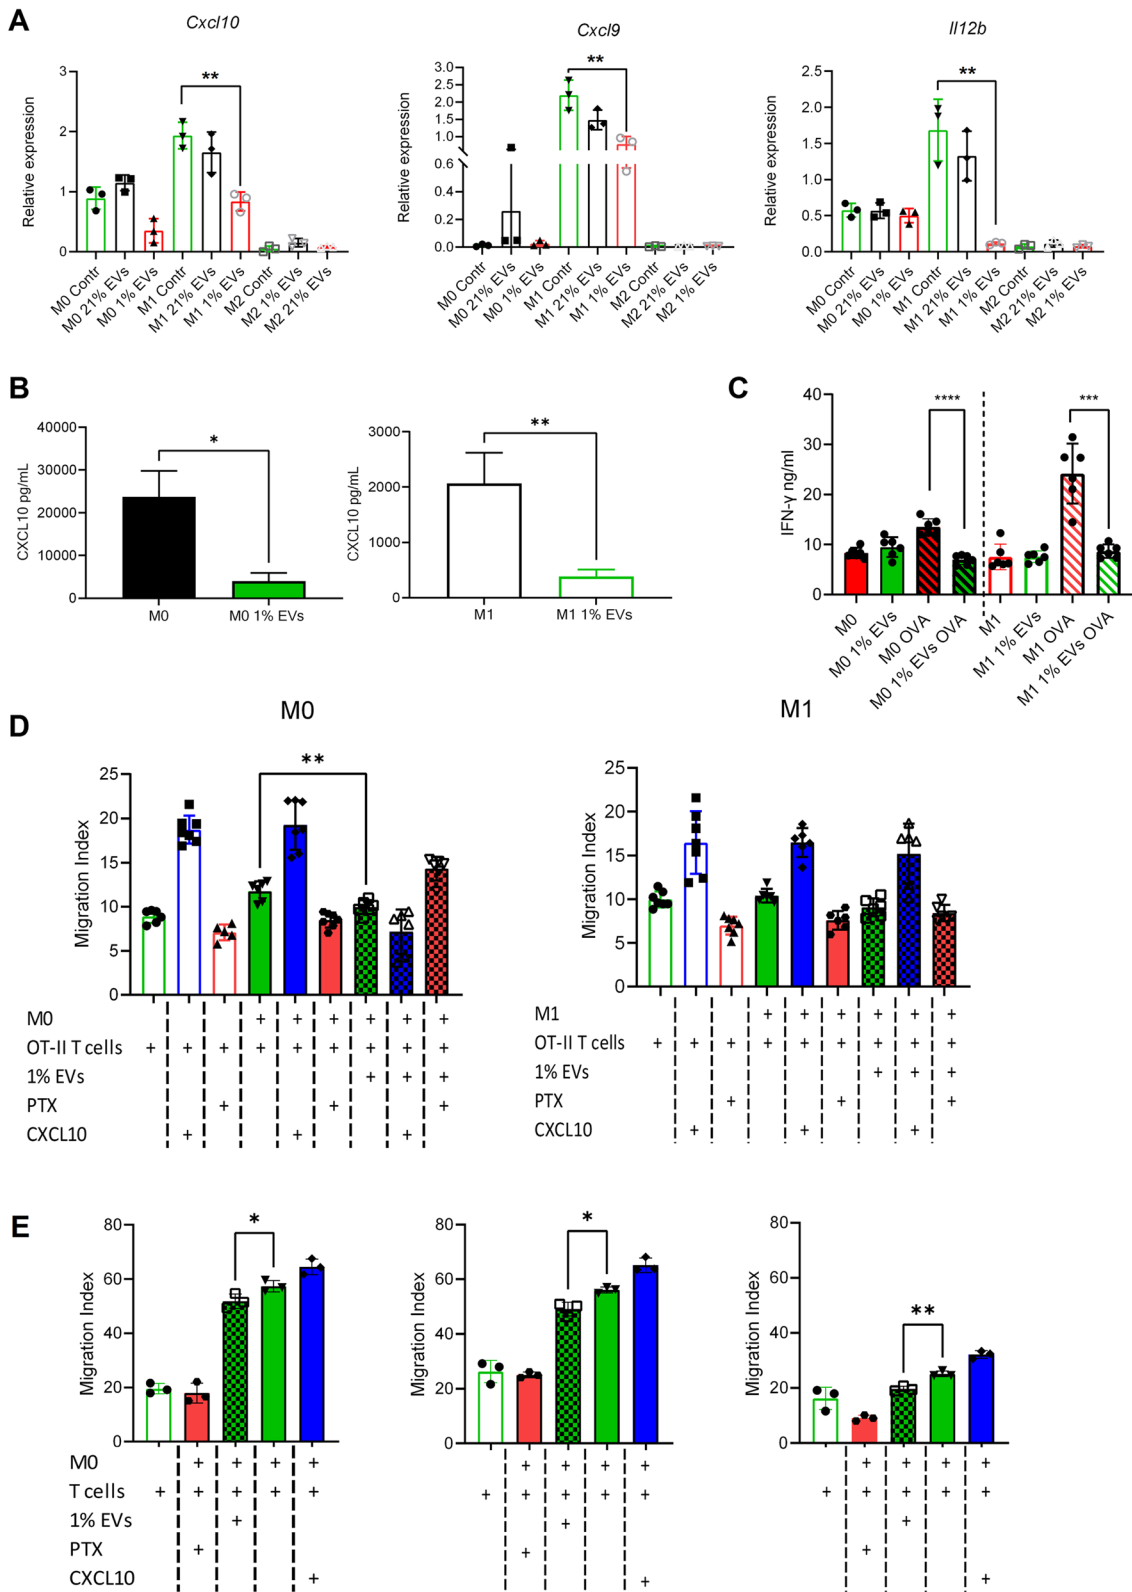 A
Cxcl10
Cxcl9
Il12b
Relative expression
3
2
1
0
**
M0 Contr
M0 21% EVs
M0 1% EVs
M1 Contr
M1 21% EVs
M1 1% EVs
M2 Contr
M2 1% EVs
M2 21% EVs
Relative expression
3.0
2.5
2.0
1.5
1.0
0.6
0.4
0.2
0.0
**
M0 Contr
M0 21% EVs
M0 1% EVs
M1 Contr
M1 21% EVs
M1 1% EVs
M2 Contr
M2 21% EVs
M2 1% EVs
Relative expression
2.5
2.0
1.5
1.0
0.5
0.0
**
M0 Contr
M0 21% EVs
M0 1% EVs
M1 Contr
M1 21% EVs
M1 1% EVs
M2 Contr
M2 21% EVs
M2 1% EVs
B
CXCL10 pg/mL
40000
30000
20000
10000
0
*
M0
M0 1% EVs
CXCL10 pg/mL
3000
2000
1000
0
**
M1
M1 1% EVs
C
IFN-γ ng/ml
40
30
20
10
0
****
***
M0
M0 1% EVs
M0 OVA
M0 1% EVs OVA
M1
M1 1% EVs
M1 OVA
M1 1% EVs OVA
D
M0
Migration Index
25
20
15
10
5
0
**
M0 + + + + + +
OT-II T cells + + + + + + + + +
1% EVs + + +
PTX + + +
CXCL10 + + +
M1
Migration Index
25
20
15
10
5
0
M1 + + + + + +
OT-II T cells + + + + + + + + +
1% EVs + + +
PTX + + +
CXCL10 + + +
E
Migration Index
80
60
40
20
0
*
M0 + + + +
T cells + + + + +
1% EVs +
PTX +
CXCL10 +
Migration Index
80
60
40
20
0
*
+ + + +
+ + + + +
+
+
+
Migration Index
80
60
40
20
0
**
+ + + +
+ + + + +
+
+
+